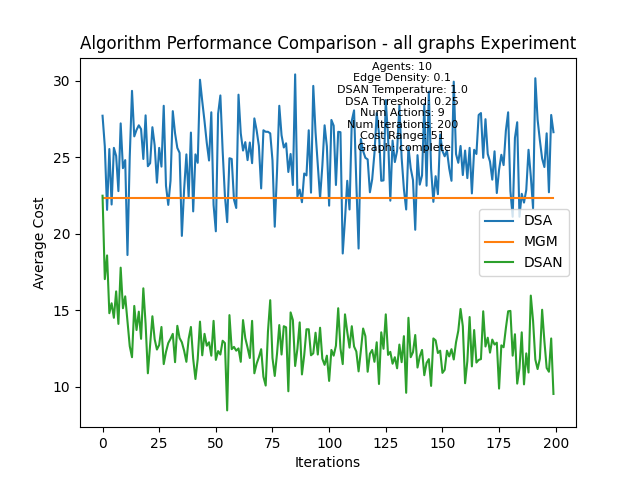 Algorithm Performance Comparison - all graphs Experiment
Agents: 10
Edge Density: 0.1
DSAN Temperature: 1.0
DSA Threshold: 0.25
Num Actions: 9
Num Iterations: 200
Cost Range: 51
Graph: complete
Average Cost
30
25
20
15
10
DSA
MGM
DSAN
0
25
50
75
100
125
150
175
200
Iterations